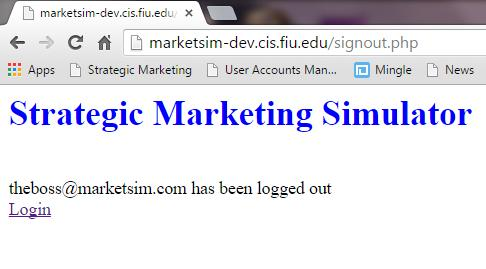 marketsim-dev.cis.fiu.edu/
marketsim-dev.cis.fiu.edu/signout.php
Apps Strategic Marketing User Accounts Man... Mingle News
Strategic Marketing Simulator
theboss@marketsim.com has been logged out
Login